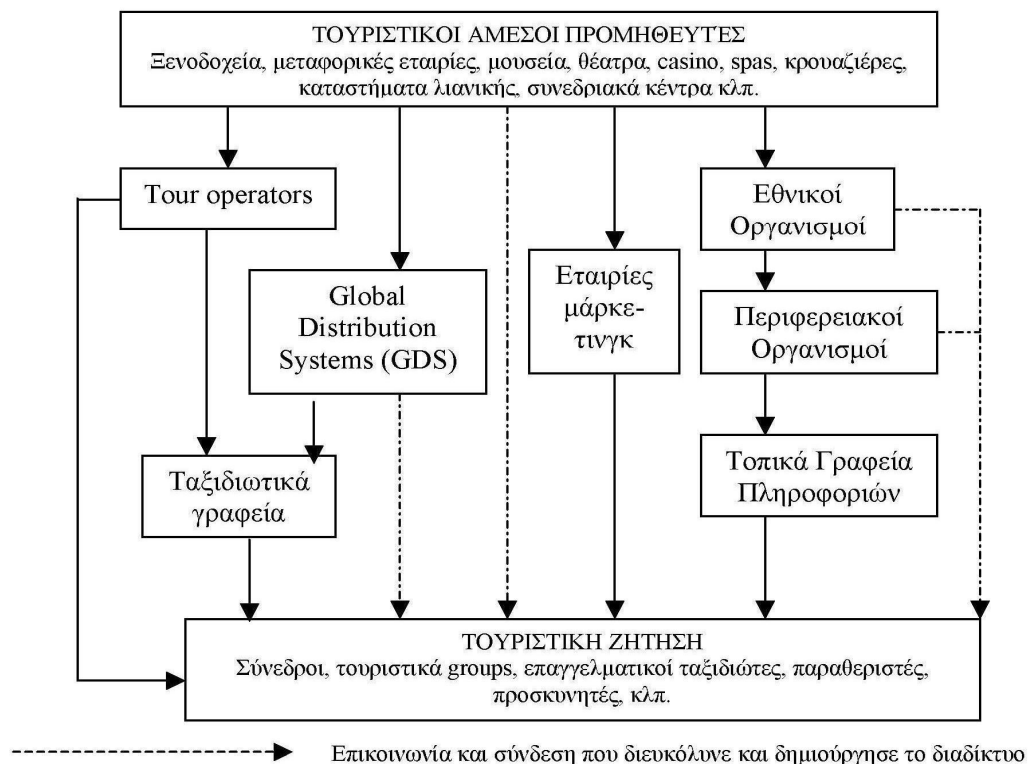 ΤΟΥΡΙΣΤΙΚΟΙ ΑΜΕΣΟΙ ΠΡΟΜΗΘΕΥΤΈΣ
Ξενοδοχεία, μεταφορικές εταιρίες, μουσεία, θέατρα, casino, spas, κρουαζιέρες,
καταστήματα λιανικής, συνεδριακά κέντρα κλπ.
Tour operators
Εθνικοί
Οργανισμοί
Global
Distribution
Systems (GDS)
Εταιρίες
μάρκε-
τινγκ
Περιφερειακοί
Οργανισμοί
Ταξιδιωτικά
γραφεία
Τοπικά Γραφεία
Πληροφοριών
ΤΟΥΡΙΣΤΙΚΗ ΖΗΤΗΣΗ
Σύνεδροι, τουριστικά groups, επαγγελματικοί ταξιδιώτες, παραθεριστές,
προσκυνητές, κλπ.
Επικοινωνία και σύνδεση που διευκόλυνε και δημιούργησε το διαδίκτυο